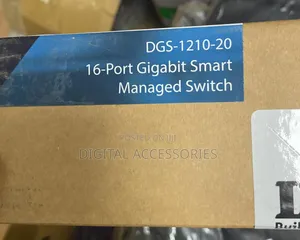 DGS-1210-20
16-Port Gigabit Smart
Managed Switch
DIGITAL ACCESSORIES